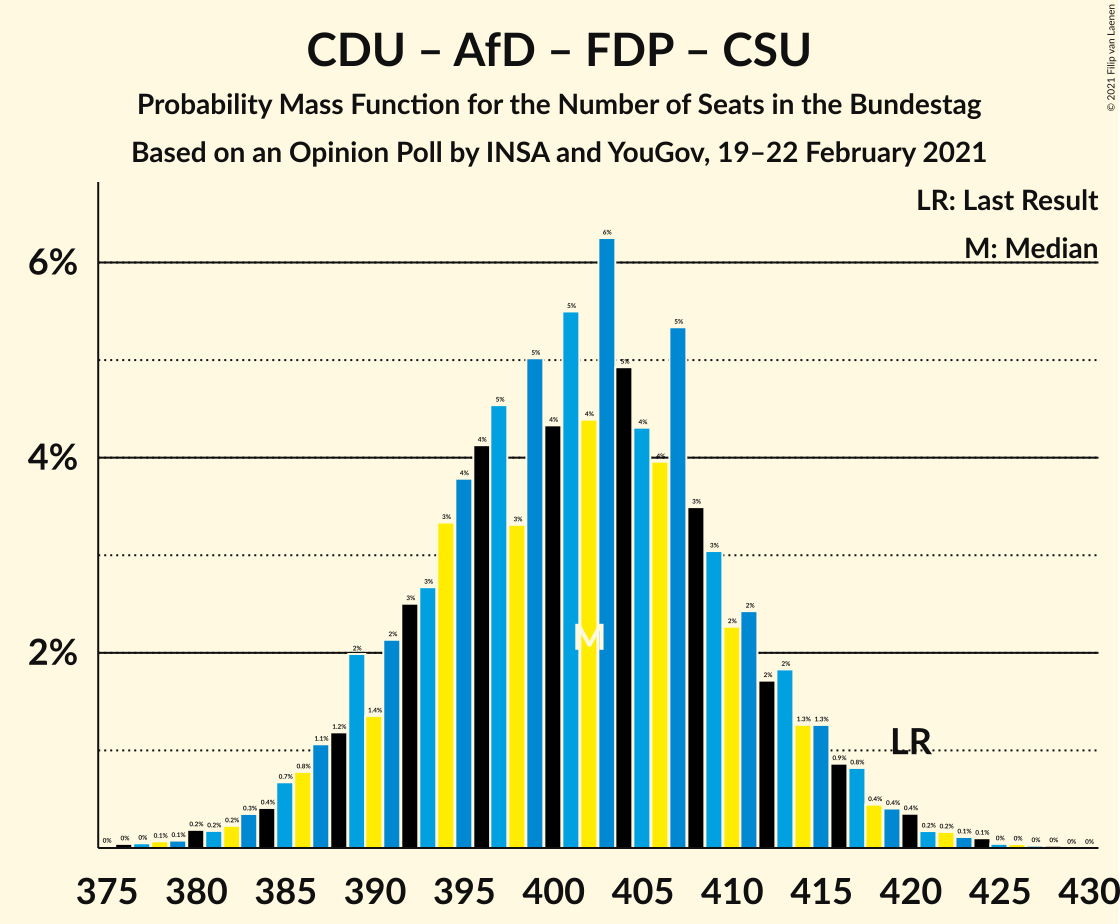 CDU – AfD – FDP – CSU
Probability Mass Function for the Number of Seats in the Bundestag
Based on an Opinion Poll by INSA and YouGov, 19–22 February 2021
© 2021 Filip van Laenen
LR: Last Result
M: Median
6%
4%
2%
0% 0% 0% 0.1% 0.1% 0.2% 0.2% 0.2% 0.3% 0.4% 0.7% 0.8% 1.1% 1.2% 2% 1.4% 2% 3% 3% 3% 4% 4% 5% 3% 5% 4% 5% 4% 6% 5% 4% 4% 5% 3% 3% 2% 2% 2% 2% 1.3% 1.3% 0.9% 0.8% 0.4% 0.4% 0.4% 0.2% 0.2% 0.1% 0.1% 0% 0% 0% 0% 0% 0%
M
LR
375 380 385 390 395 400 405 410 415 420 425 430